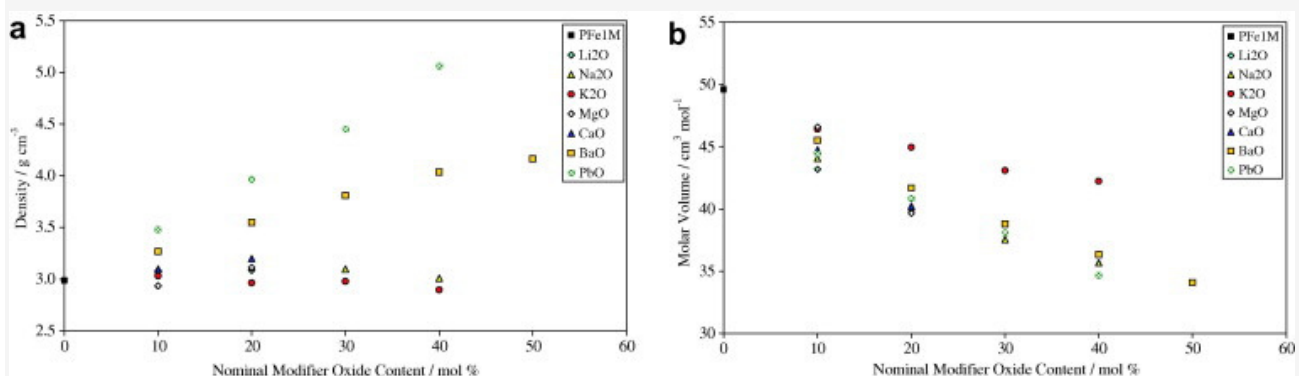 a
5.5
5.0
4.5
4.0
3.5
3.0
2.5
Density / g cm⁻³
0 10 20 30 40 50 60
Nominal Modifier Oxide Content / mol %
PFe1M
Li2O
Na2O
K2O
MgO
CaO
BaO
PbO
b
55
50
45
40
35
30
Molar Volume / cm³ mol⁻¹
0 10 20 30 40 50 60
Nominal Modifier Oxide Content / mol %
PFe1M
Li2O
Na2O
K2O
MgO
CaO
BaO
PbO